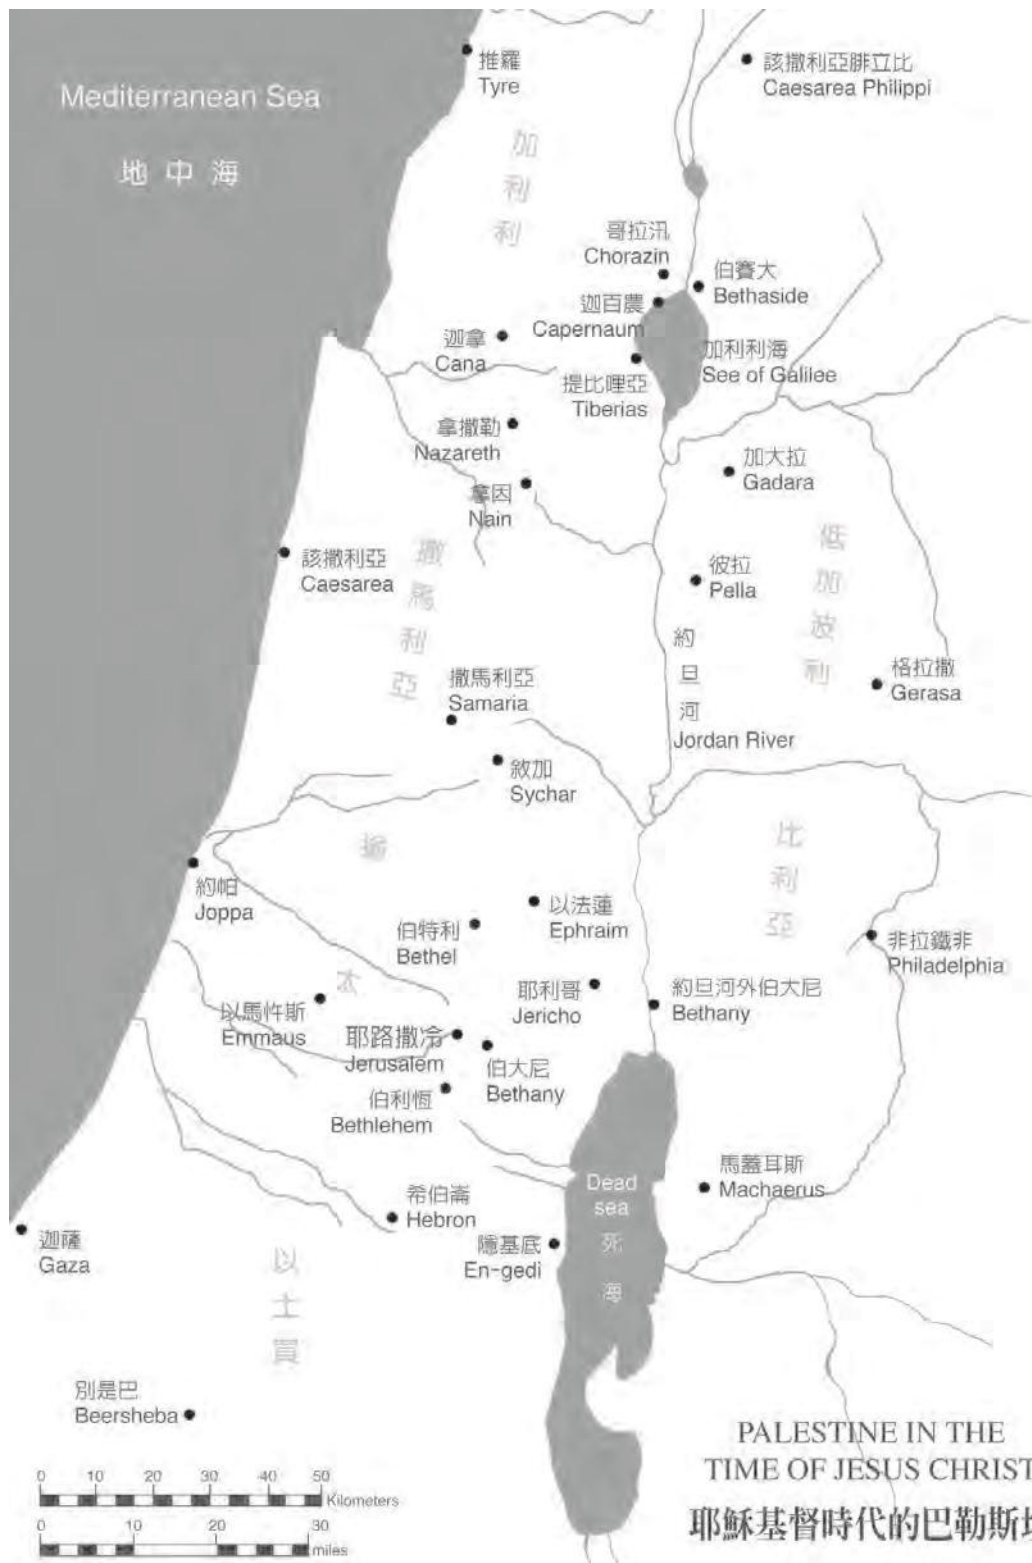 推羅
Tyre
該撒利亞腓立比
Caesarea Philippi
Mediterranean Sea
地中海
加利利
哥拉汛
Chorazin
伯賽大
Bethaside
迦百農
Capernaum
迦拿
Cana
加利利海
See of Galilee
提比哩亞
Tiberias
拿撒勒
Nazareth
加大拉
Gadara
拿因
Nain
低加波利
該撒利亞
Caesarea
撒馬利亞
彼拉
Pella
約旦河
Jordan River
格拉撒
Gerasa
撒馬利亞
Samaria
敘加
Sychar
猶太
比利亞
約帕
Joppa
以法蓮
Ephraim
伯特利
Bethel
非拉鐵非
Philadelphia
耶利哥
Jericho
約旦河外伯大尼
Bethany
以馬忤斯
Emmaus
耶路撒冷
Jerusalem
伯大尼
Bethany
伯利恆
Bethlehem
馬蓋耳斯
Machaerus
Dead
sea
死海
希伯崙
Hebron
隱基底
En-gedi
迦薩
Gaza
以土買
別是巴
Beersheba
PALESTINE IN THE
TIME OF JESUS CHRIST
耶穌基督時代的巴勒斯
0 10 20 30 40 50
Kilometers
0 10 20 30
miles